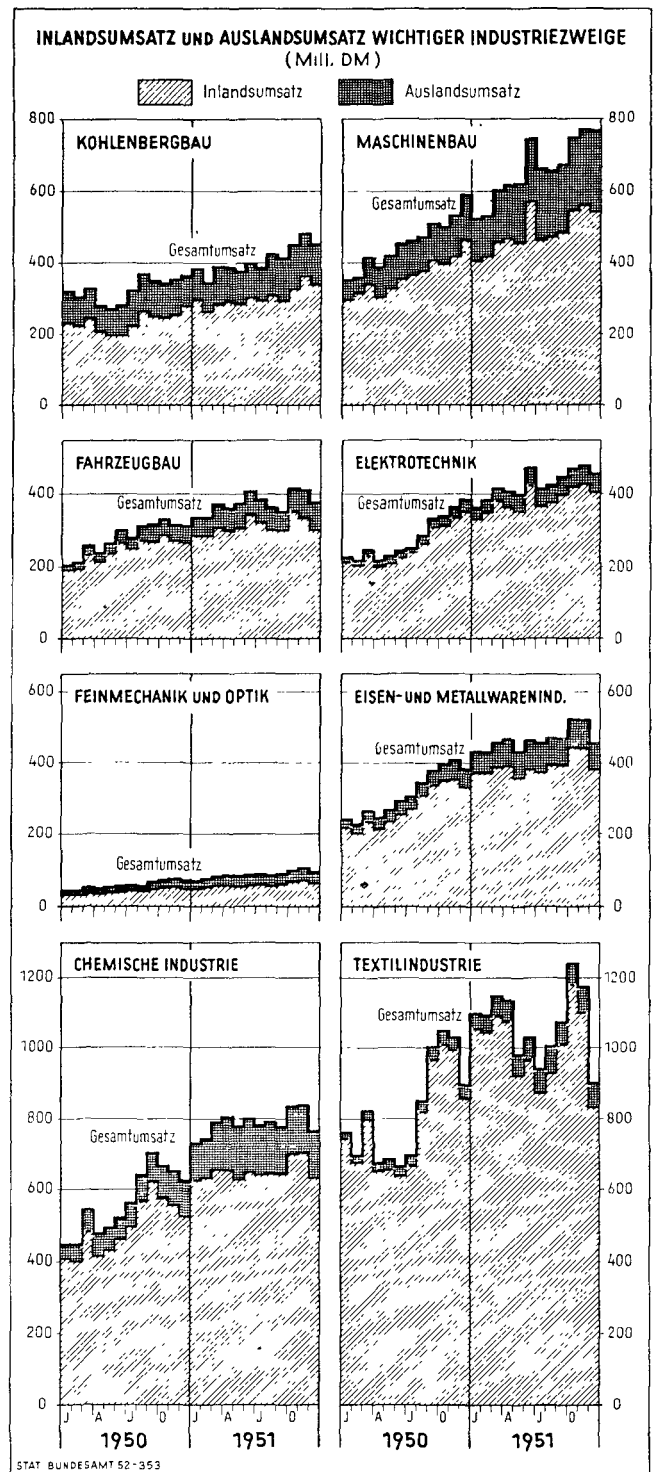 INLANDSUMSATZ UND AUSLANDSUMSATZ WICHTIGER INDUSTRIEZWEIGE
(Mill. DM)
Inlandsumsatz Auslandsumsatz
800 KOHLENBERGBAU MASCHINENBAU 800
600 Gesamtumsatz 600
Gesamtumsatz
400 400
200 200
0 0
FAHRZEUGBAU ELEKTROTECHNIK
400 Gesamtumsatz Gesamtumsatz 400
200 200
0 0
600 FEINMECHANIK UND OPTIK EISEN- UND METALLWARENIND. 600
Gesamtumsatz
400 400
200 200
Gesamtumsatz
0 0
CHEMISCHE INDUSTRIE TEXTILINDUSTRIE
1200 1200
Gesamtumsatz
1000 1000
800 800
Gesamtumsatz
600 600
400 400
200 200
0 0
J A J O J A J O J A J O J A J O
1950 1951 1950 1951
STAT. BUNDESAMT 52-353